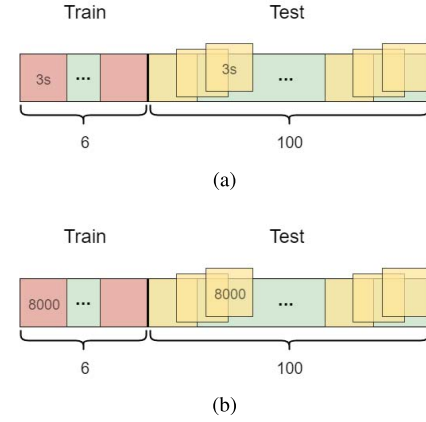 Train Test
3s ... 3s ...
6 100
(a)
Train Test
8000 ... 8000 ...
6 100
(b)